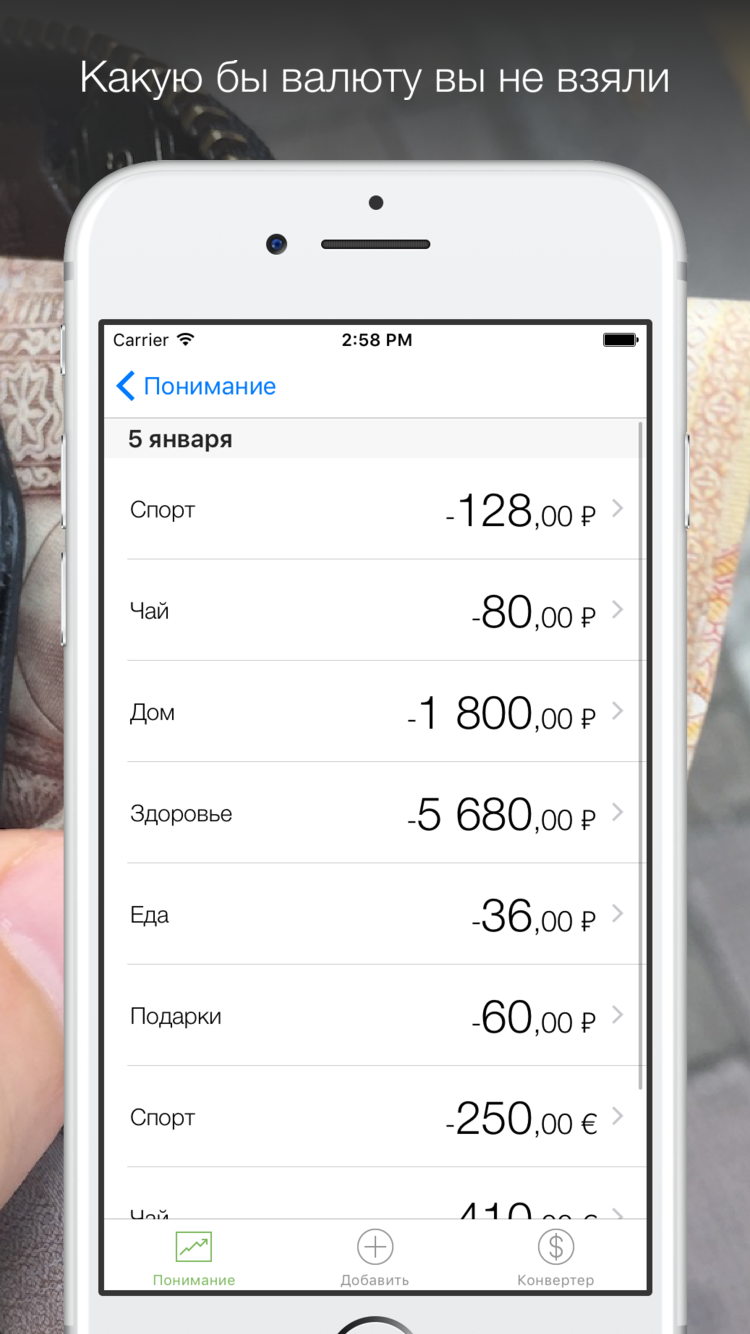 Какую бы валюту вы не взяли
Carrier 2:58 PM
Понимание
5 января
Спорт -128,00 ₽
Чай -80,00 ₽
Дом -1 800,00 ₽
Здоровье -5 680,00 ₽
Еда -36,00 ₽
Подарки -60,00 ₽
Спорт -250,00 €
Понимание Добавить Конвертер